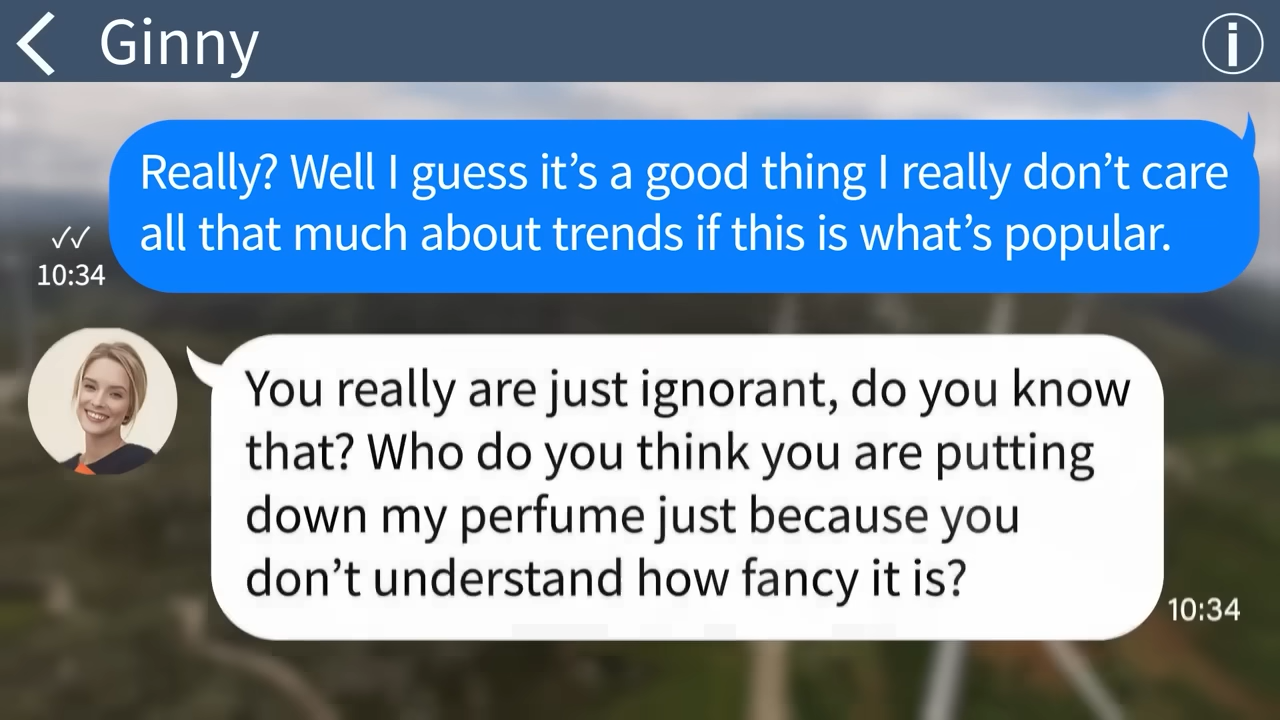 Ginny
Really? Well I guess it’s a good thing I really don’t care
all that much about trends if this is what’s popular.
10:34
You really are just ignorant, do you know
that? Who do you think you are putting
down my perfume just because you
don’t understand how fancy it is?
10:34